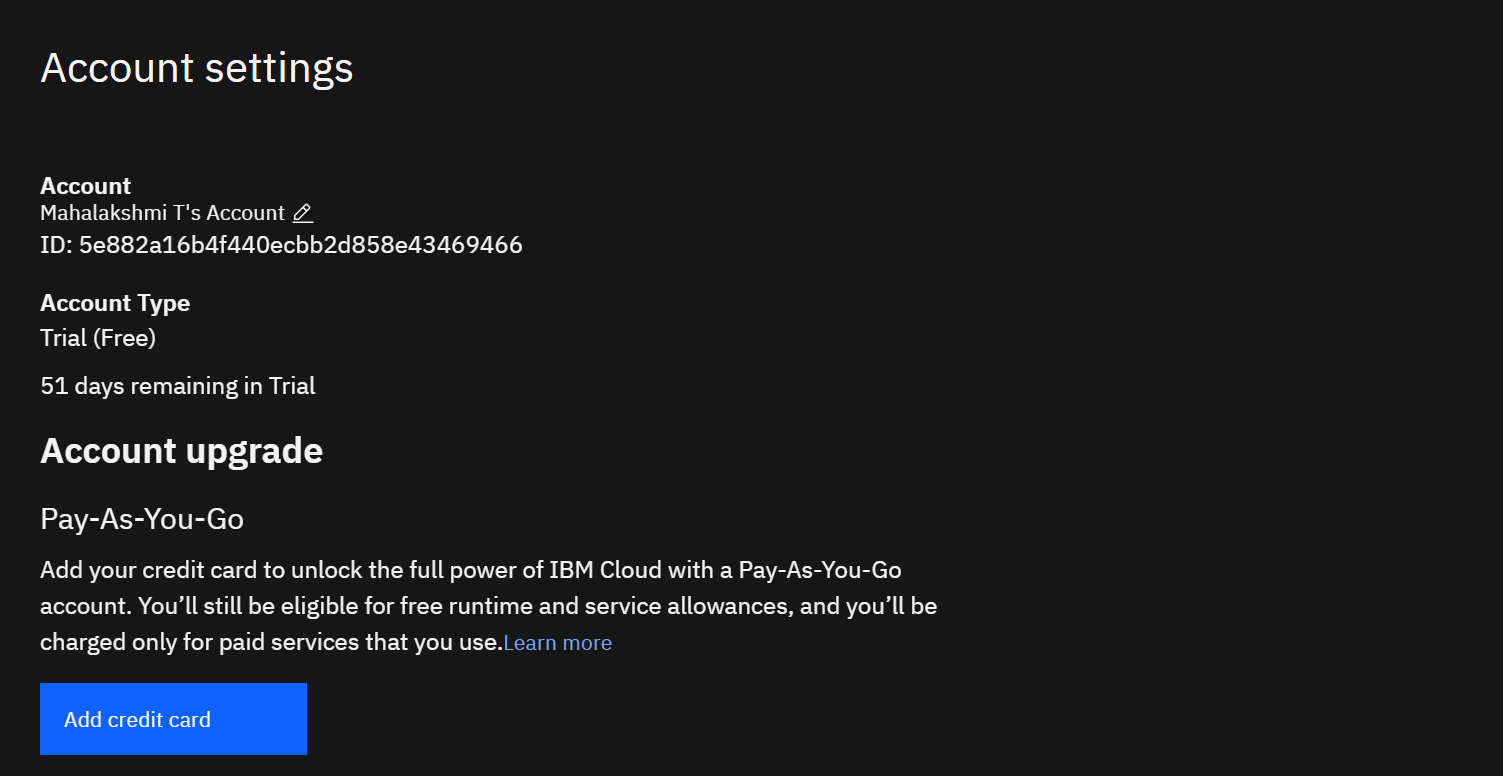 Account settings
Account
Mahalakshmi T's Account
ID: 5e882a16b4f440ecbb2d858e43469466
Account Type
Trial (Free)
51 days remaining in Trial
Account upgrade
Pay-As-You-Go
Add your credit card to unlock the full power of IBM Cloud with a Pay-As-You-Go
account. You’ll still be eligible for free runtime and service allowances, and you’ll be
charged only for paid services that you use.Learn more
Add credit card